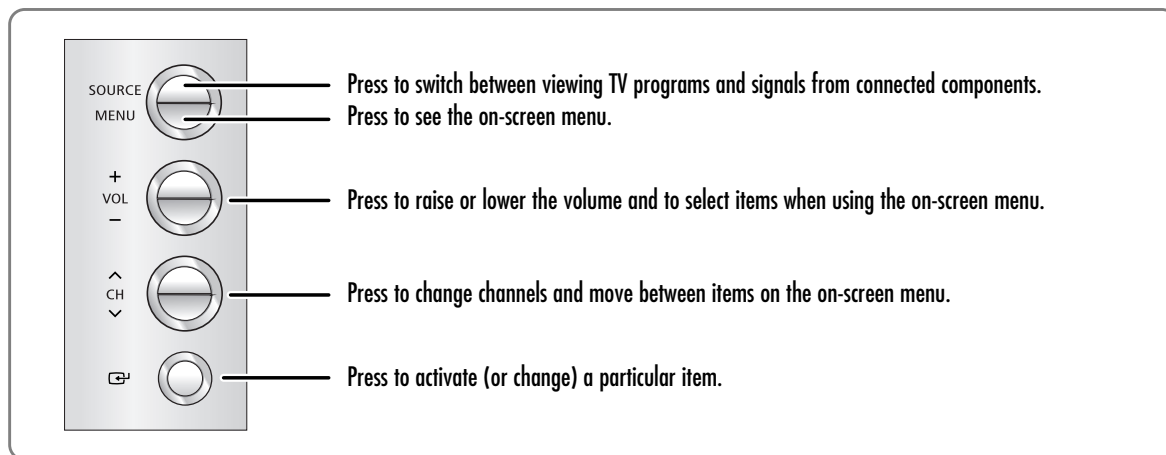 SOURCE
MENU
Press to switch between viewing TV programs and signals from connected components.
Press to see the on-screen menu.
+
VOL
−
Press to raise or lower the volume and to select items when using the on-screen menu.
CH
Press to change channels and move between items on the on-screen menu.
Press to activate (or change) a particular item.